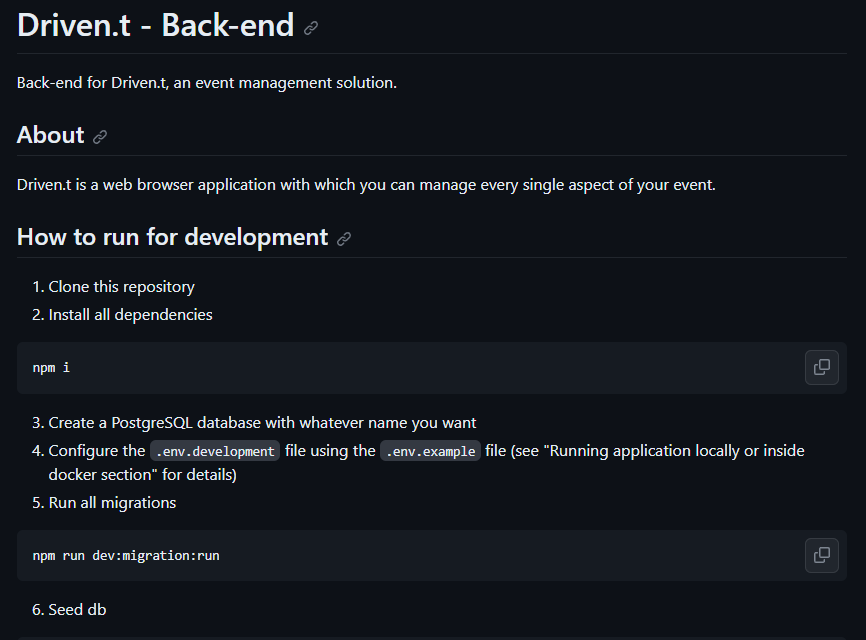 Driven.t - Back-end
Back-end for Driven.t, an event management solution.
About
Driven.t is a web browser application with which you can manage every single aspect of your event.
How to run for development
1. Clone this repository
2. Install all dependencies
npm i
3. Create a PostgreSQL database with whatever name you want
4. Configure the .env.development file using the .env.example file (see "Running application locally or inside
docker section" for details)
5. Run all migrations
npm run dev:migration:run
6. Seed db